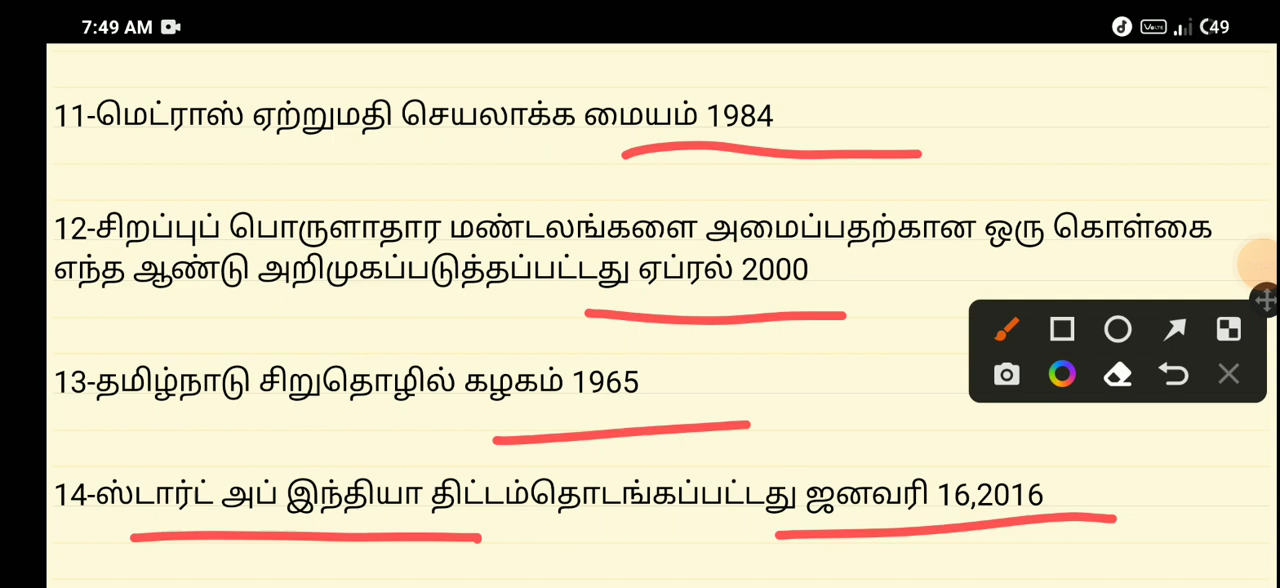 7:49 AM
VoLTE 49
11-மெட்ராஸ் ஏற்றுமதி செயலாக்க மையம் 1984
12-சிறப்புப் பொருளாதார மண்டலங்களை அமைப்பதற்கான ஒரு கொள்கை
எந்த ஆண்டு அறிமுகப்படுத்தப்பட்டது ஏப்ரல் 2000
13-தமிழ்நாடு சிறுதொழில் கழகம் 1965
14-ஸ்டார்ட் அப் இந்தியா திட்டம்தொடங்கப்பட்டது ஜனவரி 16,2016